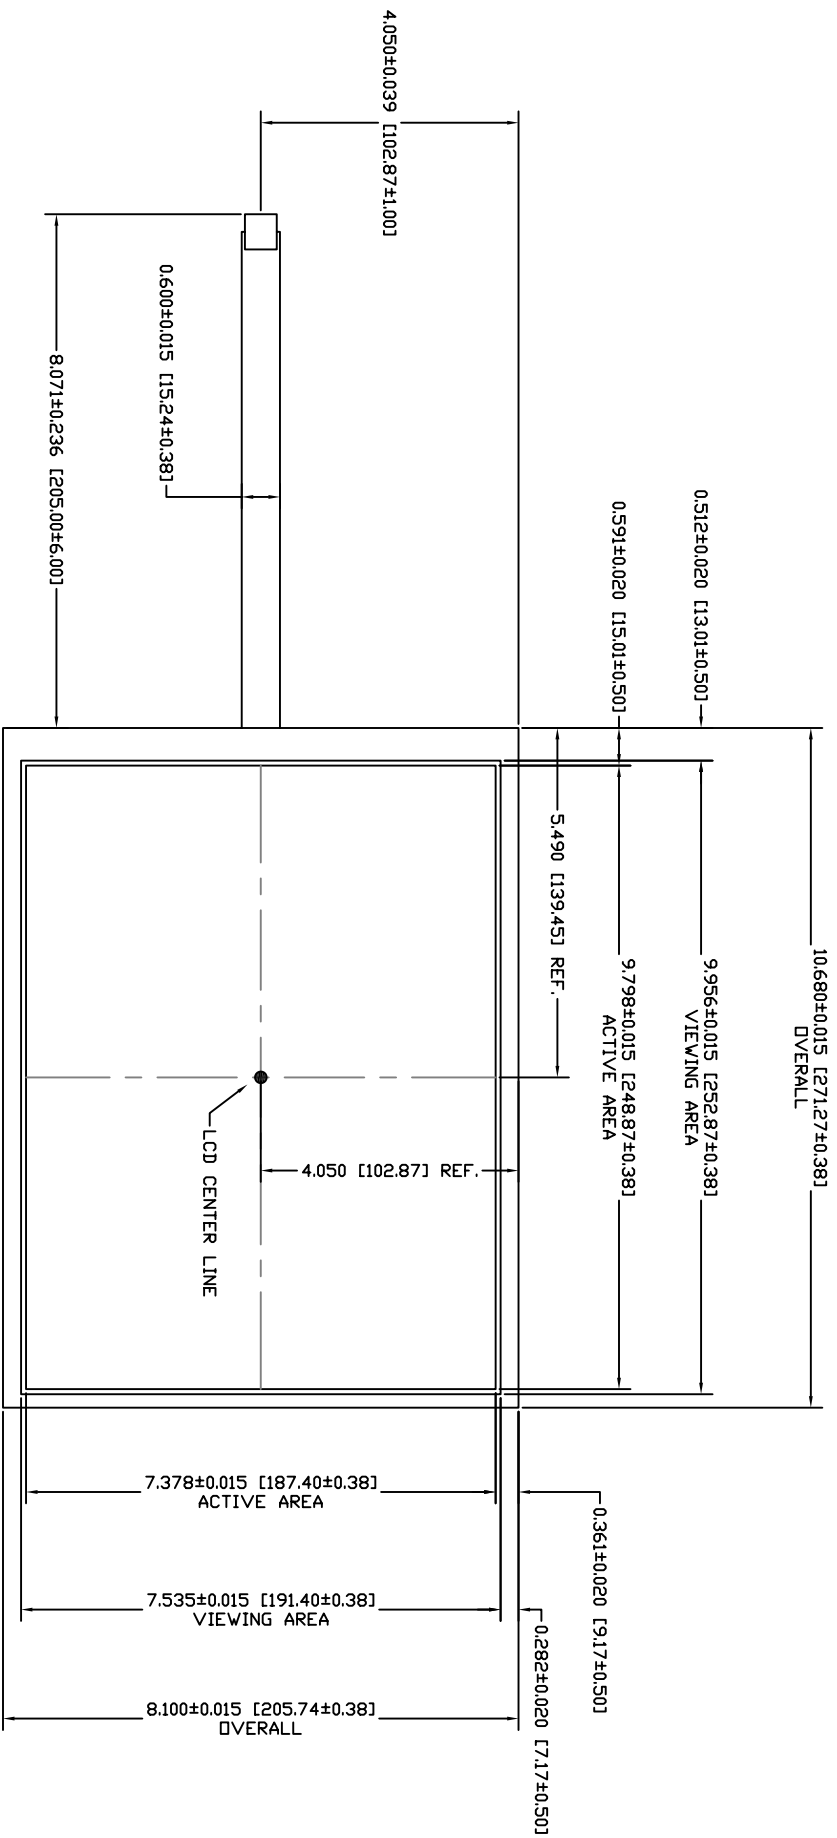 10.680±0.015 [271.27±0.38]
OVERALL
9.956±0.015 [252.87±0.38]
VIEWING AREA
9.798±0.015 [248.87±0.38]
ACTIVE AREA
0.512±0.020 [13.01±0.50]
0.591±0.020 [15.01±0.50]
5.490 [139.45] REF.
4.050±0.039 [102.87±1.00]
0.600±0.015 [15.24±0.38]
8.071±0.236 [205.00±6.00]
4.050 [102.87] REF.
LCD CENTER LINE
0.361±0.020 [9.17±0.50]
0.282±0.020 [7.17±0.50]
7.378±0.015 [187.40±0.38]
ACTIVE AREA
7.535±0.015 [191.40±0.38]
VIEWING AREA
8.100±0.015 [205.74±0.38]
OVERALL